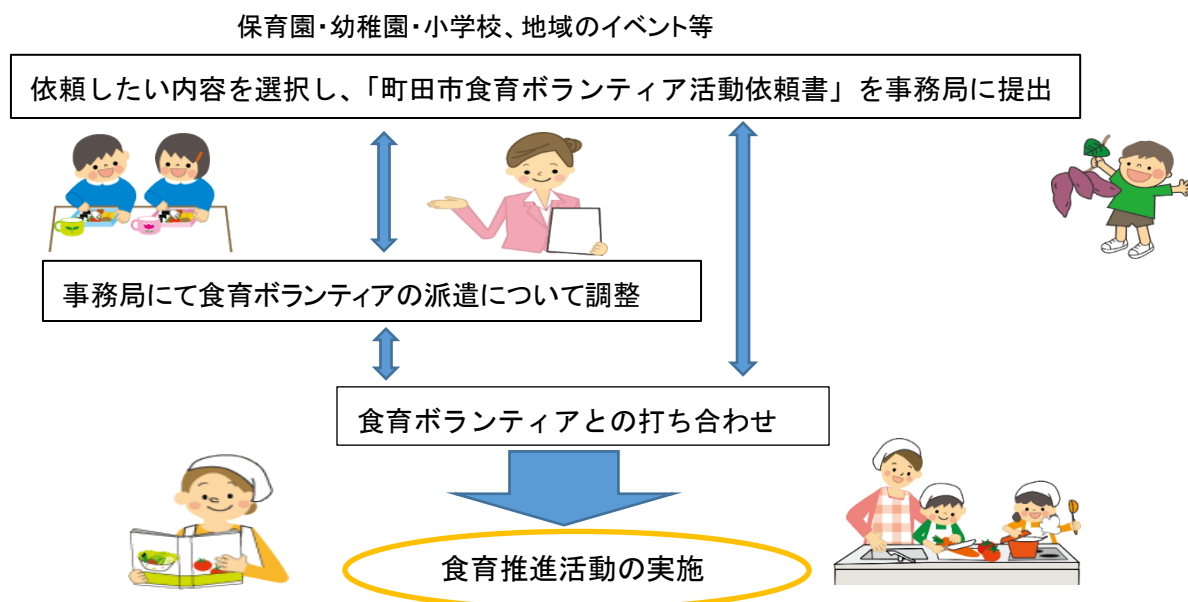 保育園・幼稚園・小学校、地域のイベント等
依頼したい内容を選択し、「町田市食育ボランティア活動依頼書」を事務局に提出
事務局にて食育ボランティアの派遣について調整
食育ボランティアとの打ち合わせ
食育推進活動の実施